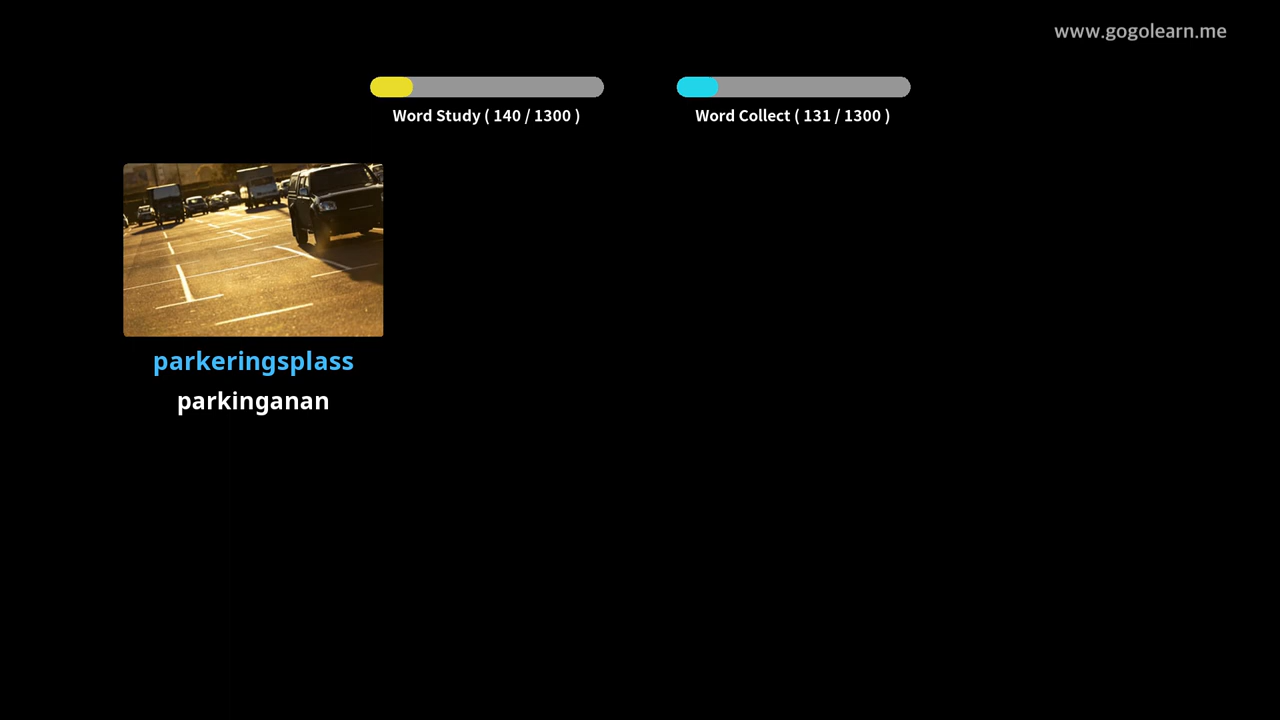 www.gogolearn.me
Word Study ( 140 / 1300 )
Word Collect ( 131 / 1300 )
parkeringsplass
parkinganan